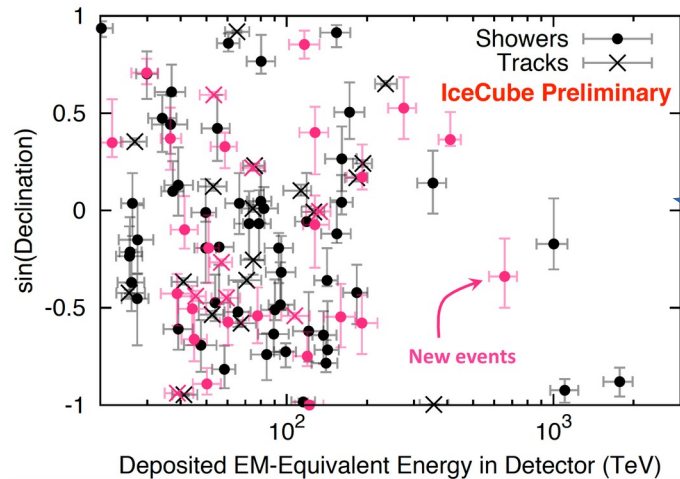 Showers
Tracks
IceCube Preliminary
1
0.5
0
-0.5
-1
sin(Declination)
New events
10²
10³
Deposited EM-Equivalent Energy in Detector (TeV)